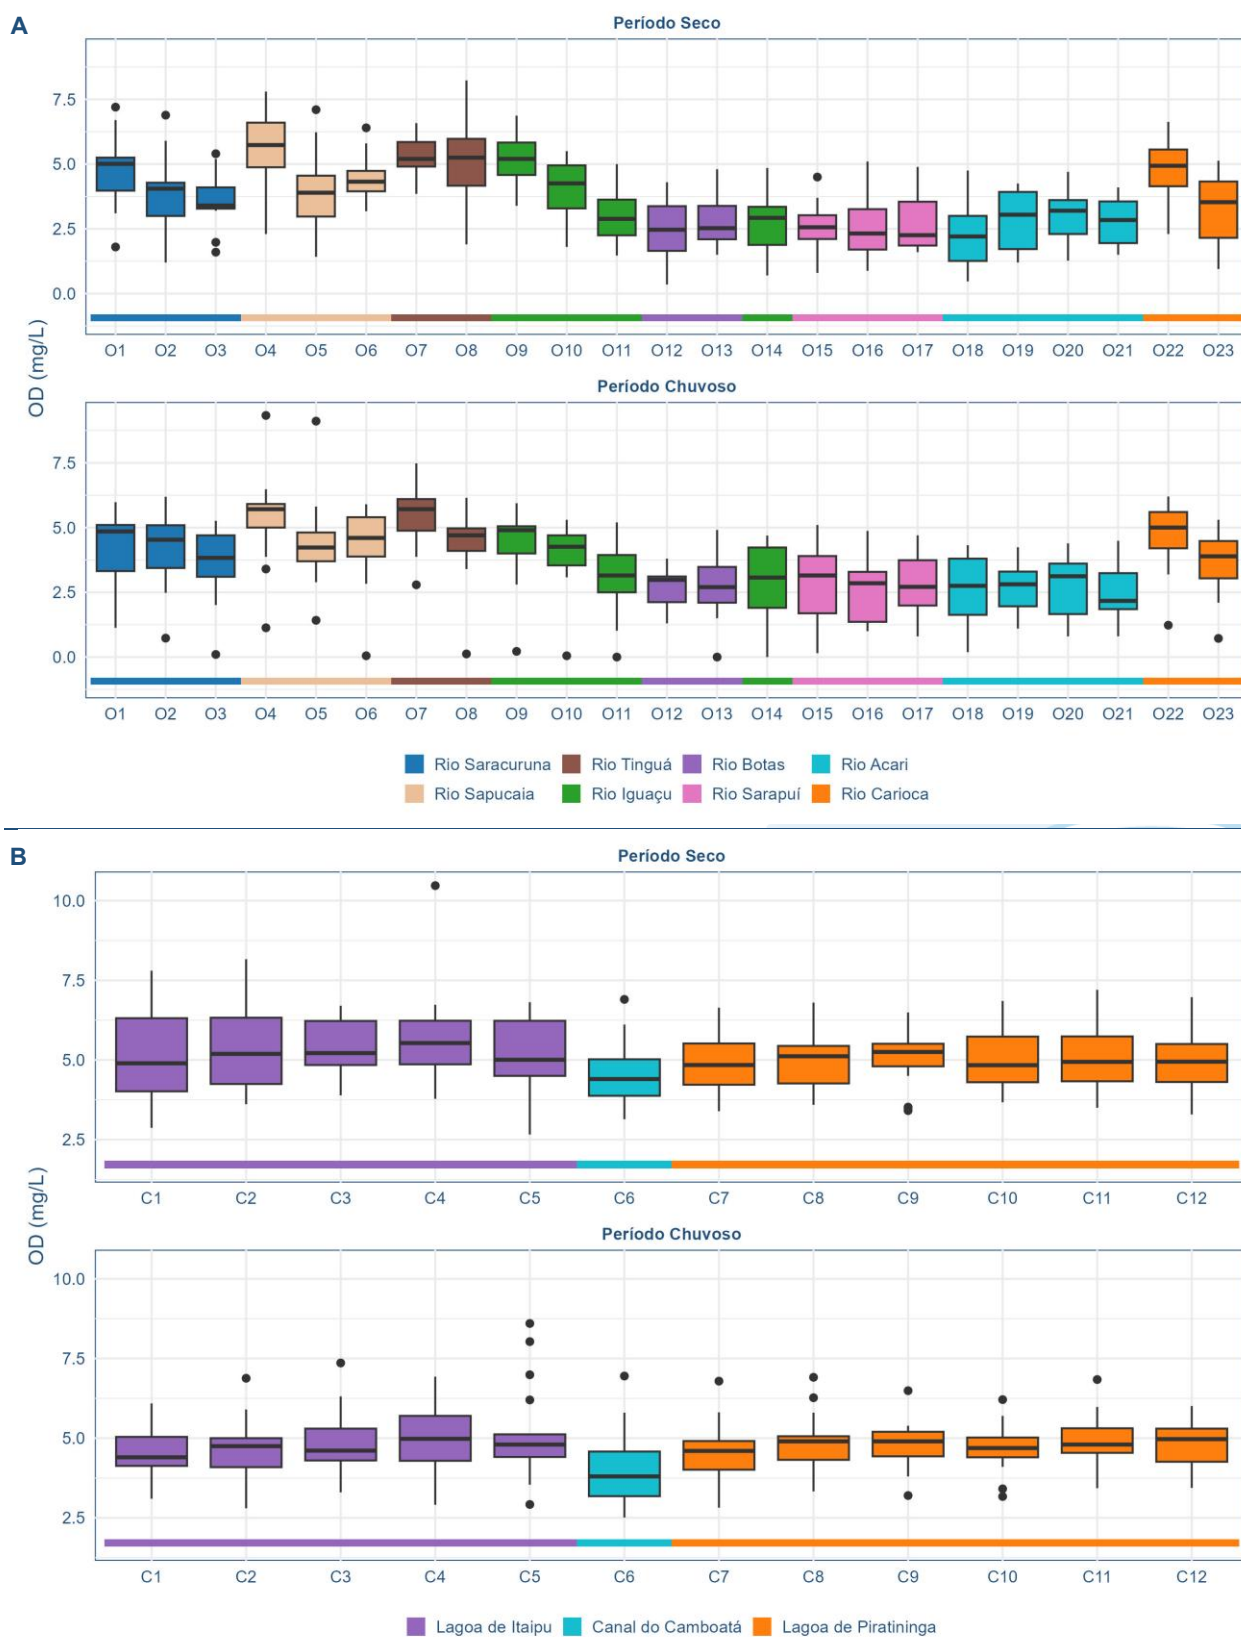 A
Período Seco
7.5
5.0
2.5
0.0
O1 O2 O3 O4 O5 O6 O7 O8 O9 O10 O11 O12 O13 O14 O15 O16 O17 O18 O19 O20 O21 O22 O23
OD (mg/L)
Período Chuvoso
7.5
5.0
2.5
0.0
O1 O2 O3 O4 O5 O6 O7 O8 O9 O10 O11 O12 O13 O14 O15 O16 O17 O18 O19 O20 O21 O22 O23
Rio Saracuruna Rio Tinguá Rio Botas Rio Acari
Rio Sapucaia Rio Iguaçu Rio Sarapuí Rio Carioca
B
Período Seco
10.0
7.5
5.0
2.5
C1 C2 C3 C4 C5 C6 C7 C8 C9 C10 C11 C12
OD (mg/L)
Período Chuvoso
10.0
7.5
5.0
2.5
C1 C2 C3 C4 C5 C6 C7 C8 C9 C10 C11 C12
Lagoa de Itaipu Canal do Camboatá Lagoa de Piratininga